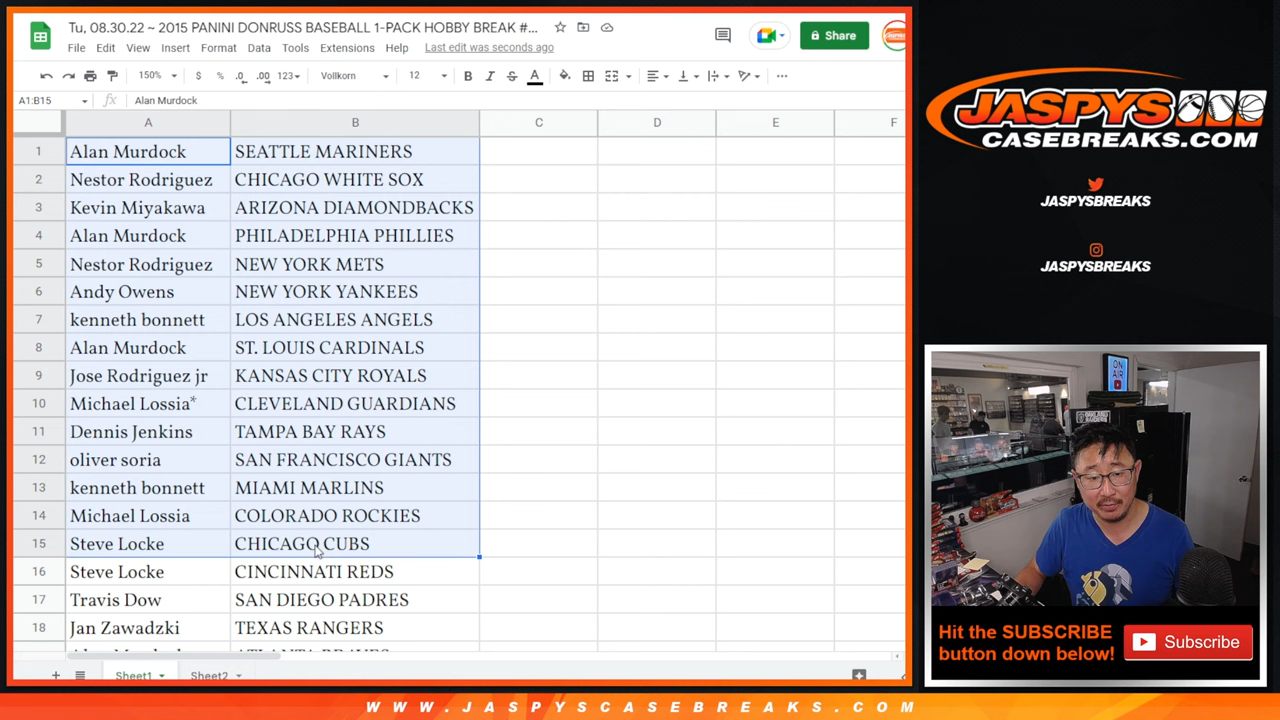 Tu, 08.30.22 ~ 2015 PANINI DONRUSS BASEBALL 1-PACK HOBBY BREAK #...
File Edit View Insert Format Data Tools Extensions Help Last edit was seconds ago
Share
150% $ % .0 .00 123 Vollkorn 12 B I S A
A1:B15 fx Alan Murdock
A B C D E F
1 Alan Murdock SEATTLE MARINERS
2 Nestor Rodriguez CHICAGO WHITE SOX
3 Kevin Miyakawa ARIZONA DIAMONDBACKS
4 Alan Murdock PHILADELPHIA PHILLIES
5 Nestor Rodriguez NEW YORK METS
6 Andy Owens NEW YORK YANKEES
7 kenneth bonnett LOS ANGELES ANGELS
8 Alan Murdock ST. LOUIS CARDINALS
9 Jose Rodriguez jr KANSAS CITY ROYALS
10 Michael Lossia* CLEVELAND GUARDIANS
11 Dennis Jenkins TAMPA BAY RAYS
12 oliver soria SAN FRANCISCO GIANTS
13 kenneth bonnett MIAMI MARLINS
14 Michael Lossia COLORADO ROCKIES
15 Steve Locke CHICAGO CUBS
16 Steve Locke CINCINNATI REDS
17 Travis Dow SAN DIEGO PADRES
18 Jan Zawadzki TEXAS RANGERS
Sheet1 Sheet2
JASPYS
CASEBREAKS.COM
JASPYSBREAKS
JASPYSBREAKS
ON
AIR
Hit the SUBSCRIBE
button down below!
Subscribe
WWW.JASPYSCASEBREAKS.COM